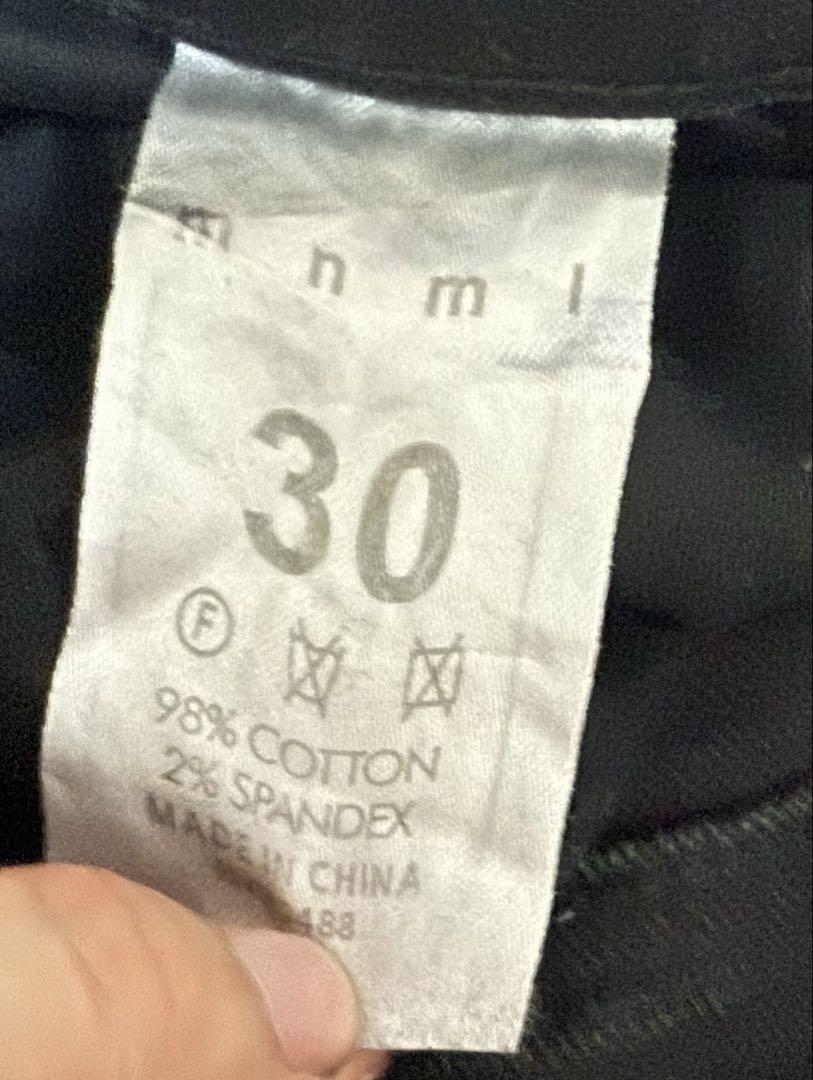 m n m l
30
F
98% COTTON
2% SPANDEX
MADE IN CHINA